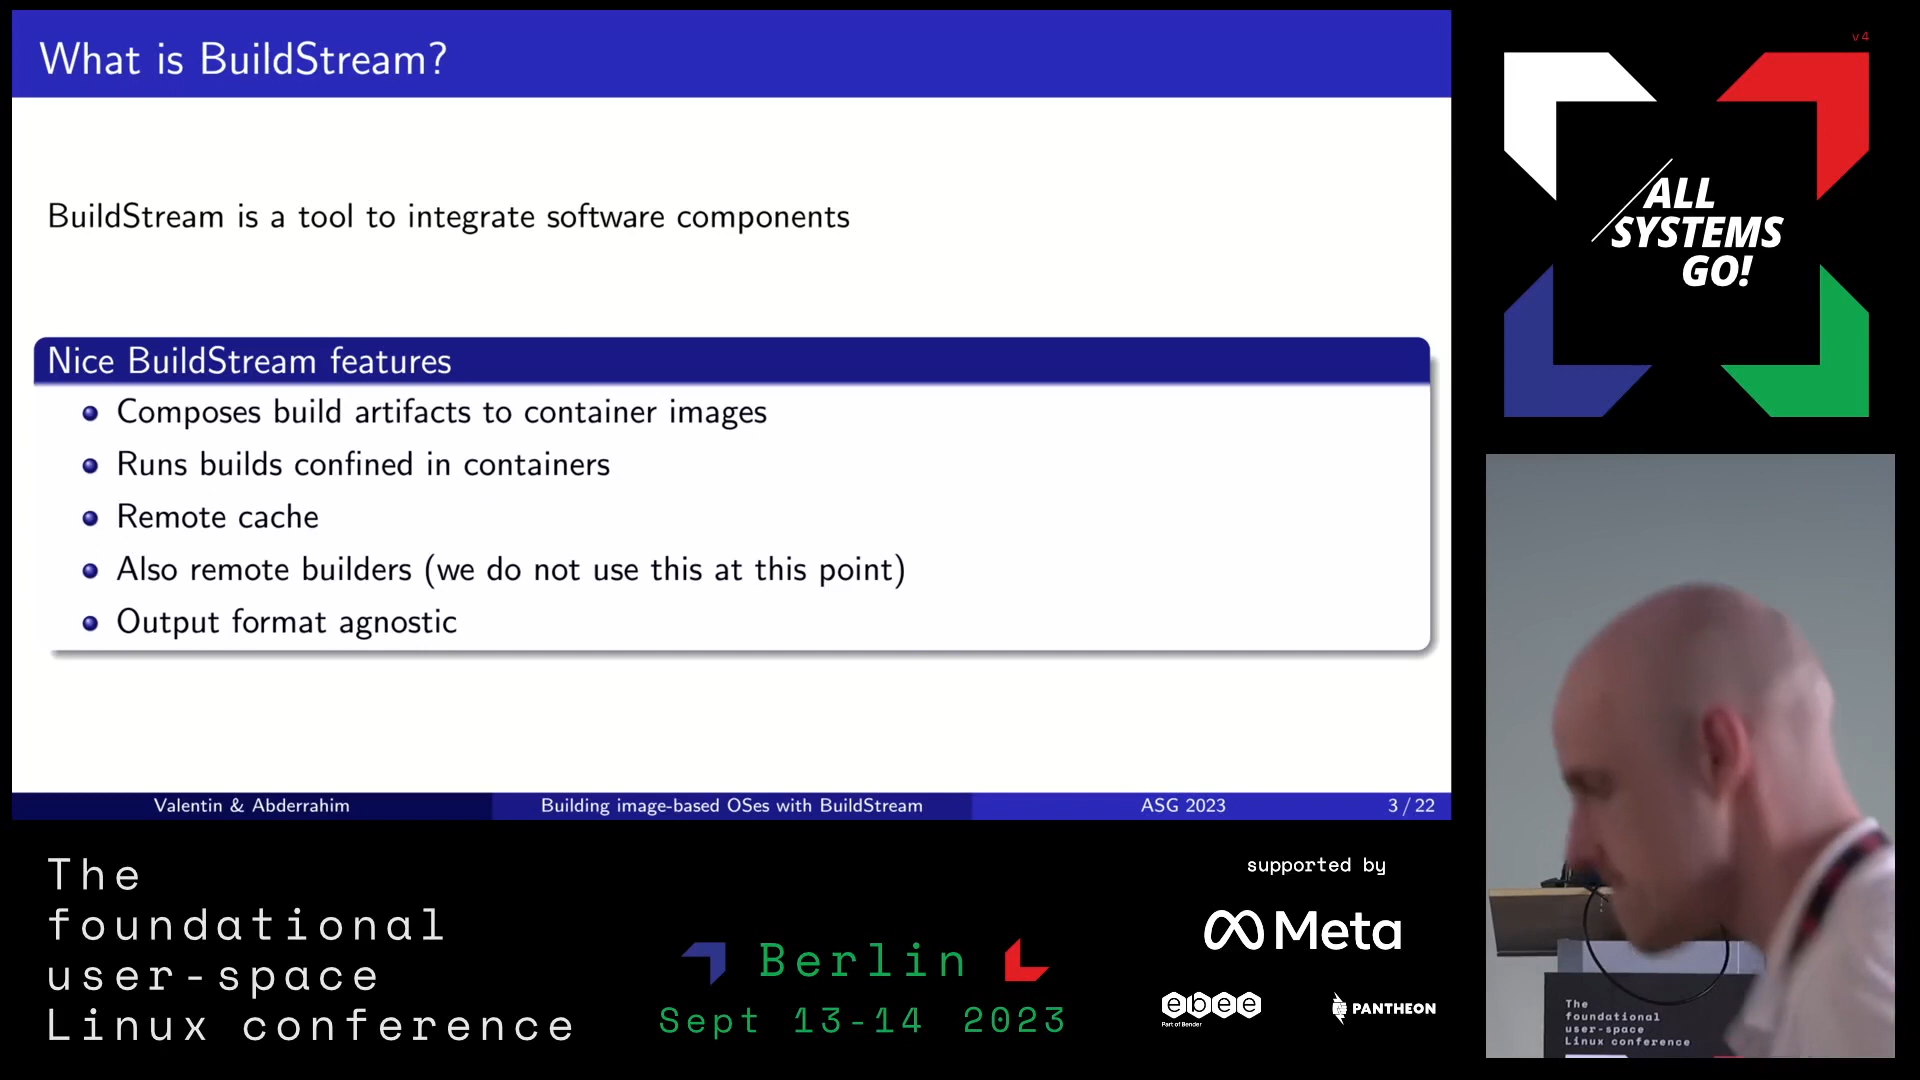 What is BuildStream?
BuildStream is a tool to integrate software components
Nice BuildStream features
Composes build artifacts to container images
Runs builds confined in containers
Remote cache
Also remote builders (we do not use this at this point)
Output format agnostic
Valentin & Abderrahim
Building image-based OSes with BuildStream
ASG 2023
3 / 22
v4
ALL
SYSTEMS
GO!
The
foundational
user-space
Linux conference
Berlin
Sept 13-14 2023
supported by
Meta
ebee
Part of Bender
PANTHEON
The
foundational
user-space
Linux conference